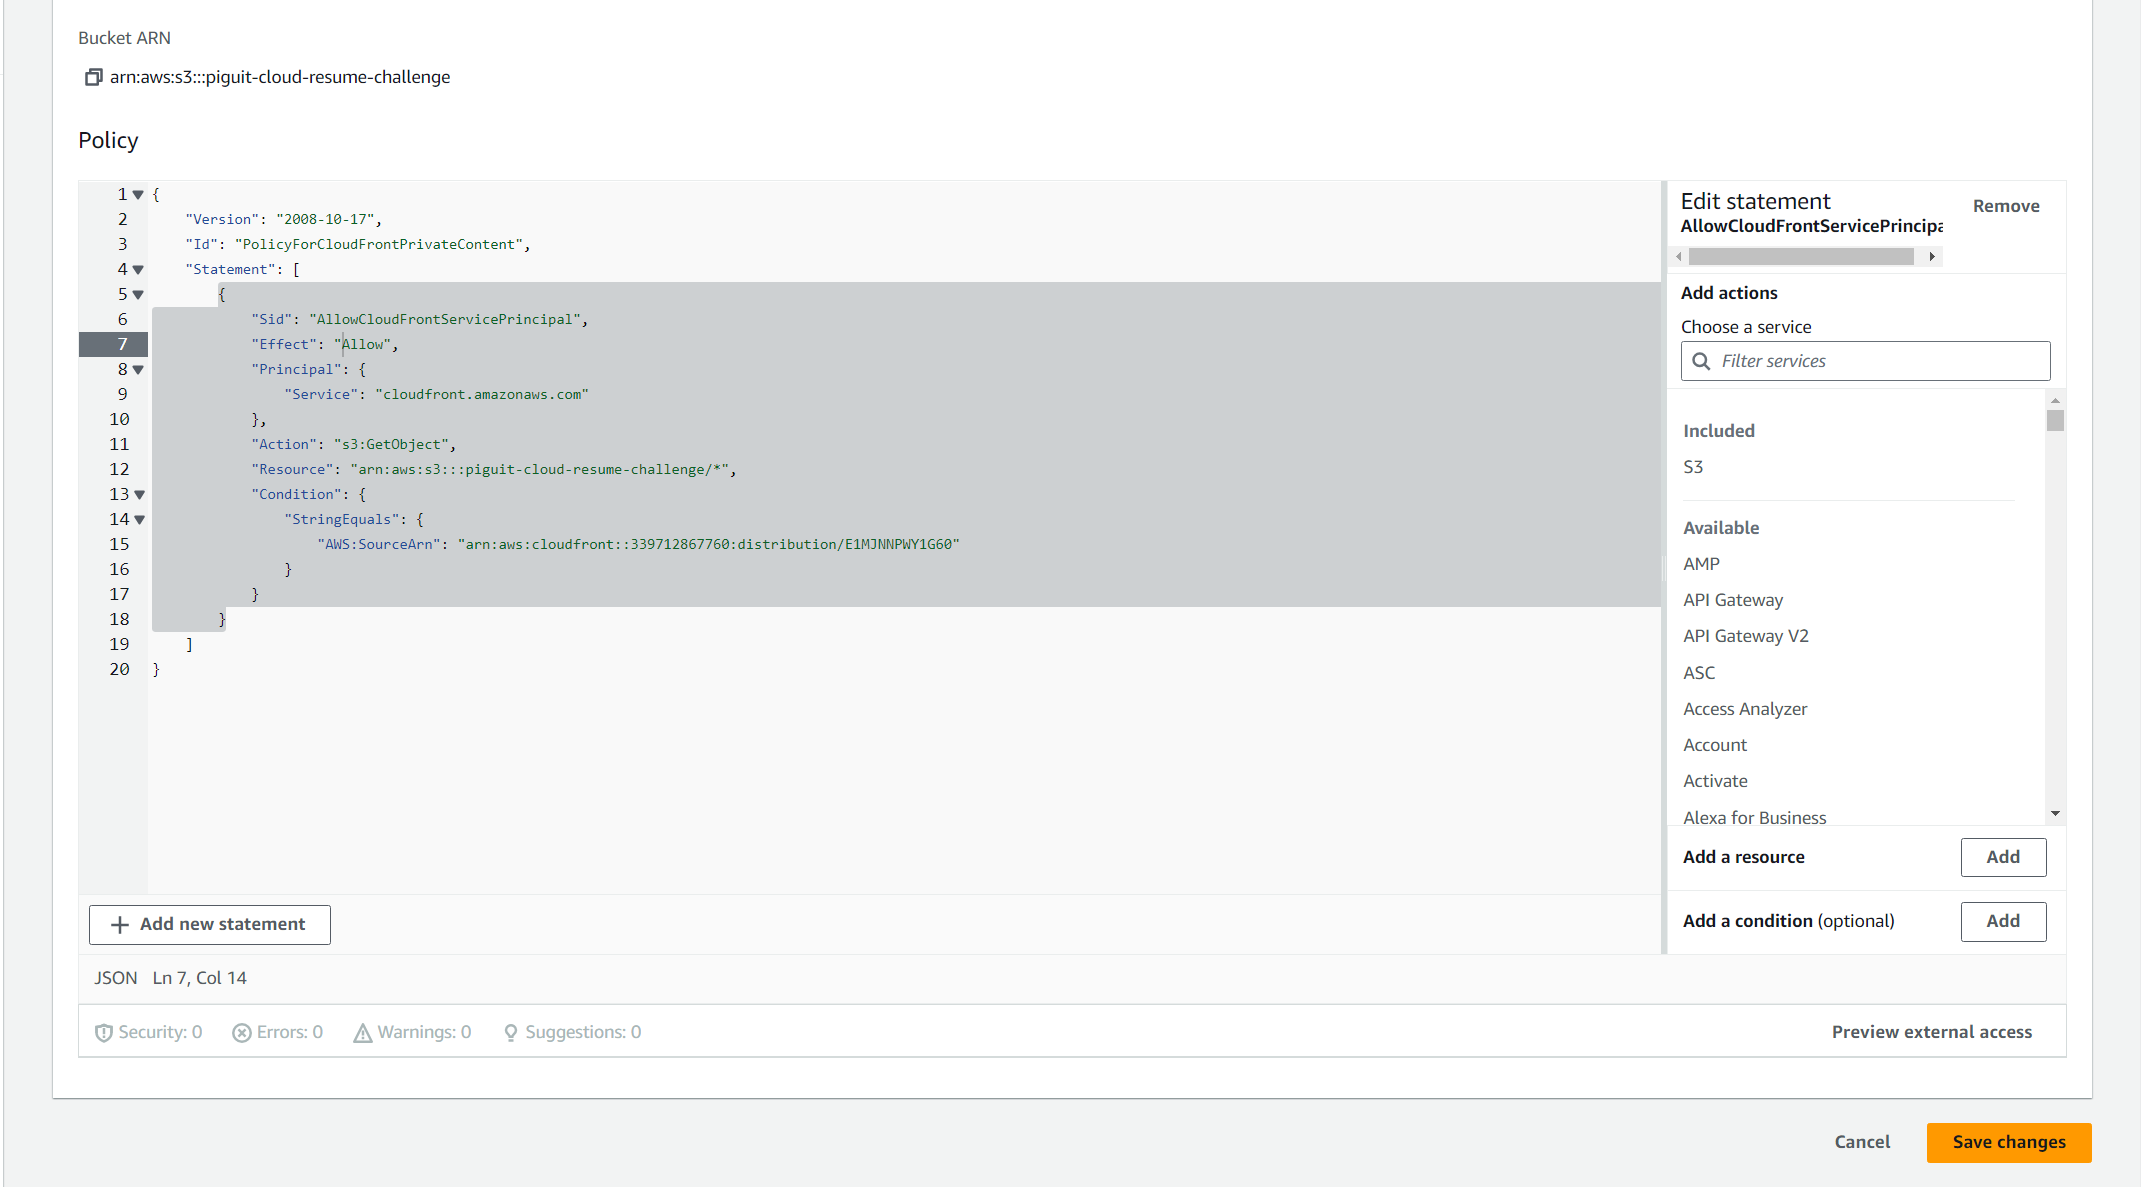 Bucket ARN
arn:aws:s3:::piguit-cloud-resume-challenge
Policy
1 {
2 "Version": "2008-10-17",
3 "Id": "PolicyForCloudFrontPrivateContent",
4 "Statement": [
5 {
6 "Sid": "AllowCloudFrontServicePrincipal",
7 "Effect": "Allow",
8 "Principal": {
9 "Service": "cloudfront.amazonaws.com"
10 },
11 "Action": "s3:GetObject",
12 "Resource": "arn:aws:s3:::piguit-cloud-resume-challenge/*",
13 "Condition": {
14 "StringEquals": {
15 "AWS:SourceArn": "arn:aws:cloudfront::339712867760:distribution/E1MJNNPWY1G60"
16 }
17 }
18 }
19 ]
20 }
+ Add new statement
JSON Ln 7, Col 14
Security: 0 Errors: 0 Warnings: 0 Suggestions: 0
Edit statement
Remove
AllowCloudFrontServicePrincipa
Add actions
Choose a service
Filter services
Included
S3
Available
AMP
API Gateway
API Gateway V2
ASC
Access Analyzer
Account
Activate
Alexa for Business
Add a resource
Add
Add a condition (optional)
Add
Preview external access
Cancel
Save changes